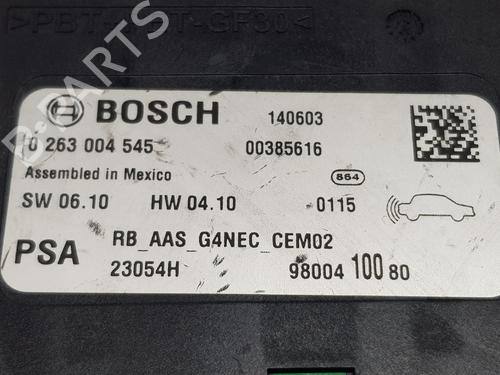 >PBT-PET-GF30<
BOSCH 140603
0 263 004 545 00385616
Assembled in Mexico 864
SW 06.10 HW 04.10 0115
PSA RB_AAS_G4NEC_CEM02
23054H 98004 100 80
B-PARTS